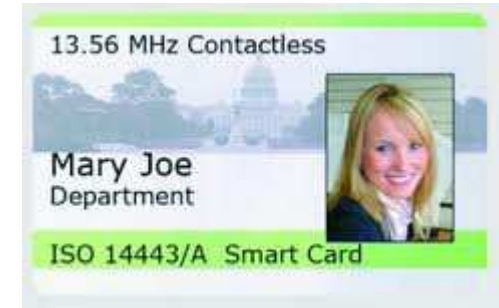 13.56 MHz Contactless
Mary Joe
Department
ISO 14443/A Smart Card